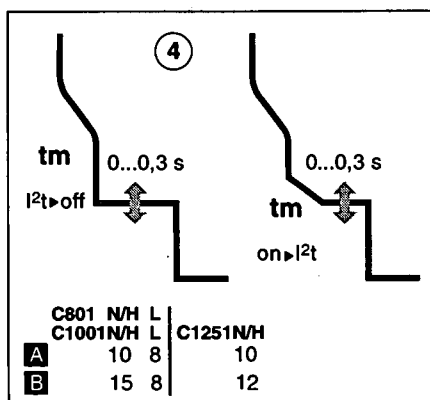 4
tm
0...0,3 s
I²t▸off
0...0,3 s
tm
on▸I²t
C801 N/H L
C1001N/H L C1251N/H
A 10 8 10
B 15 8 12